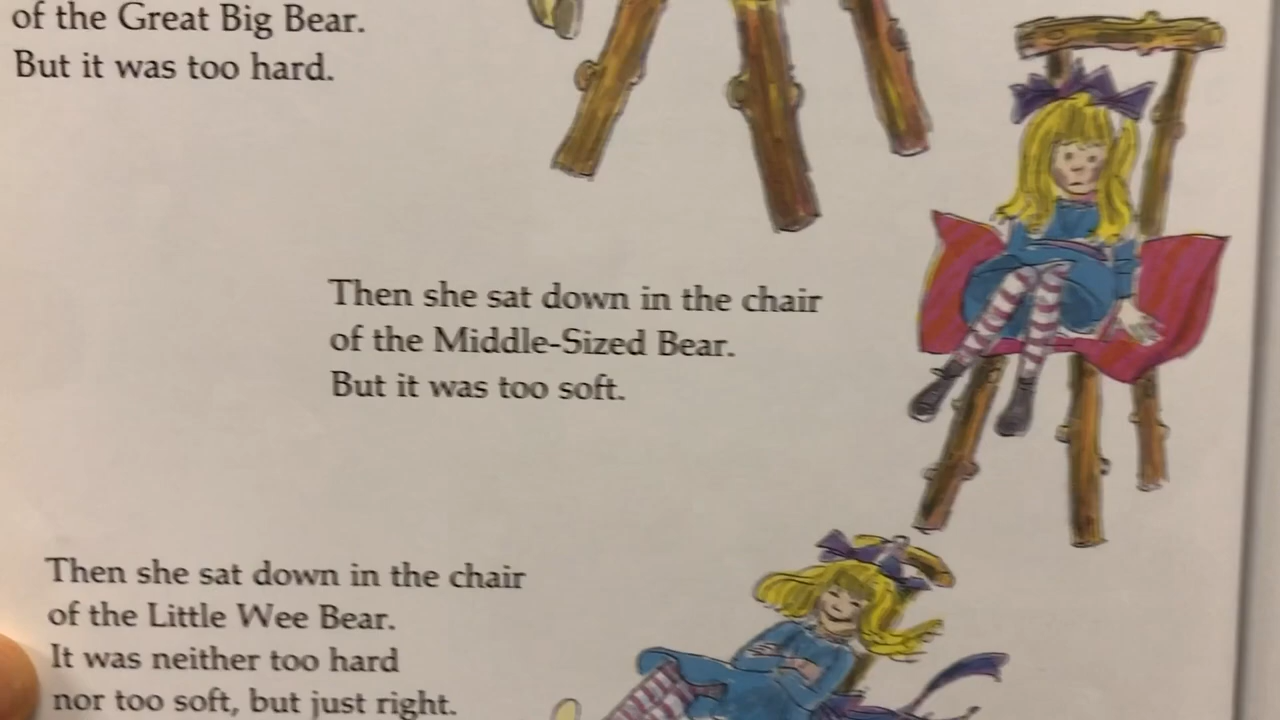 of the Great Big Bear.
But it was too hard.
Then she sat down in the chair
of the Middle-Sized Bear.
But it was too soft.
Then she sat down in the chair
of the Little Wee Bear.
It was neither too hard
nor too soft, but just right.